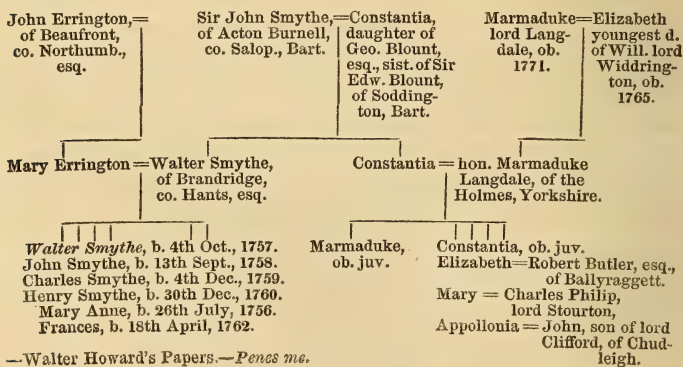 John Errington,=
of Beaufront,
co. Northumb.,
esq.
Sir John Smythe,=Constantia,
of Acton Burnell,
co. Salop., Bart.
daughter of
Geo. Blount,
esq., sist. of Sir
Edw. Blount,
of Sodding-
ton, Bart.
Marmaduke=Elizabeth
lord Lang-
dale, ob.
1771.
youngest d.
of Will. lord
Widdring-
ton, ob.
1765.
Mary Errington=Walter Smythe,
of Brandridge,
co. Hants, esq.
Constantia=hon. Marmaduke
Langdale, of the
Holmes, Yorkshire.
Walter Smythe, b. 4th Oct., 1757.
John Smythe, b. 13th Sept., 1758.
Charles Smythe, b. 4th Dec., 1759.
Henry Smythe, b. 30th Dec., 1760.
Mary Anne, b. 26th July, 1756.
Frances, b. 18th April, 1762.
Marmaduke,
ob. juv.
Constantia, ob. juv.
Elizabeth=Robert Butler, esq.,
of Ballyraggett.
Mary = Charles Philip,
lord Stourton,
Appollonia=John, son of lord
Clifford, of Chud-
leigh.
—Walter Howard's Papers.—Penes me.